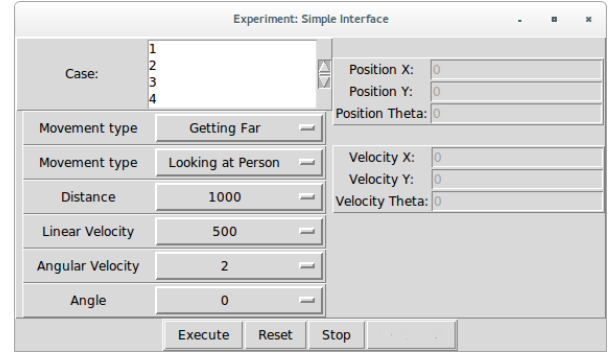 Experiment: Simple Interface
Case:
1
2
3
4
Movement type Getting Far
Movement type Looking at Person
Distance 1000
Linear Velocity 500
Angular Velocity 2
Angle 0
Position X: 0
Position Y: 0
Position Theta: 0
Velocity X: 0
Velocity Y: 0
Velocity Theta: 0
Execute Reset Stop